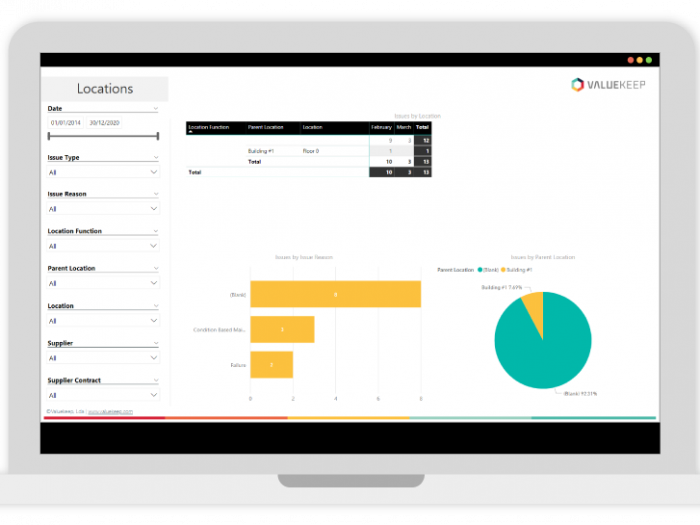 Locations
VALUEKEEP
Date
01/01/2014 30/12/2020
Issue Type
All
Issue Reason
All
Location Function
All
Parent Location
All
Location
All
Supplier
All
Supplier Contract
All
©Valuekeep, Lda | www.valuekeep.com
Issues by Location
Location Function Parent Location Location February March Total
9 3 12
Building #1 Floor 0 1 1
Total 10 3 13
Total 10 3 13
Issues by Issue Reason
(Blank) 8
Condition Based Mai... 3
Failure 2
0 2 4 6 8
Issues by Parent Location
Parent Location (Blank) Building #1
Building #1 7.69%
(Blank) 92.31%